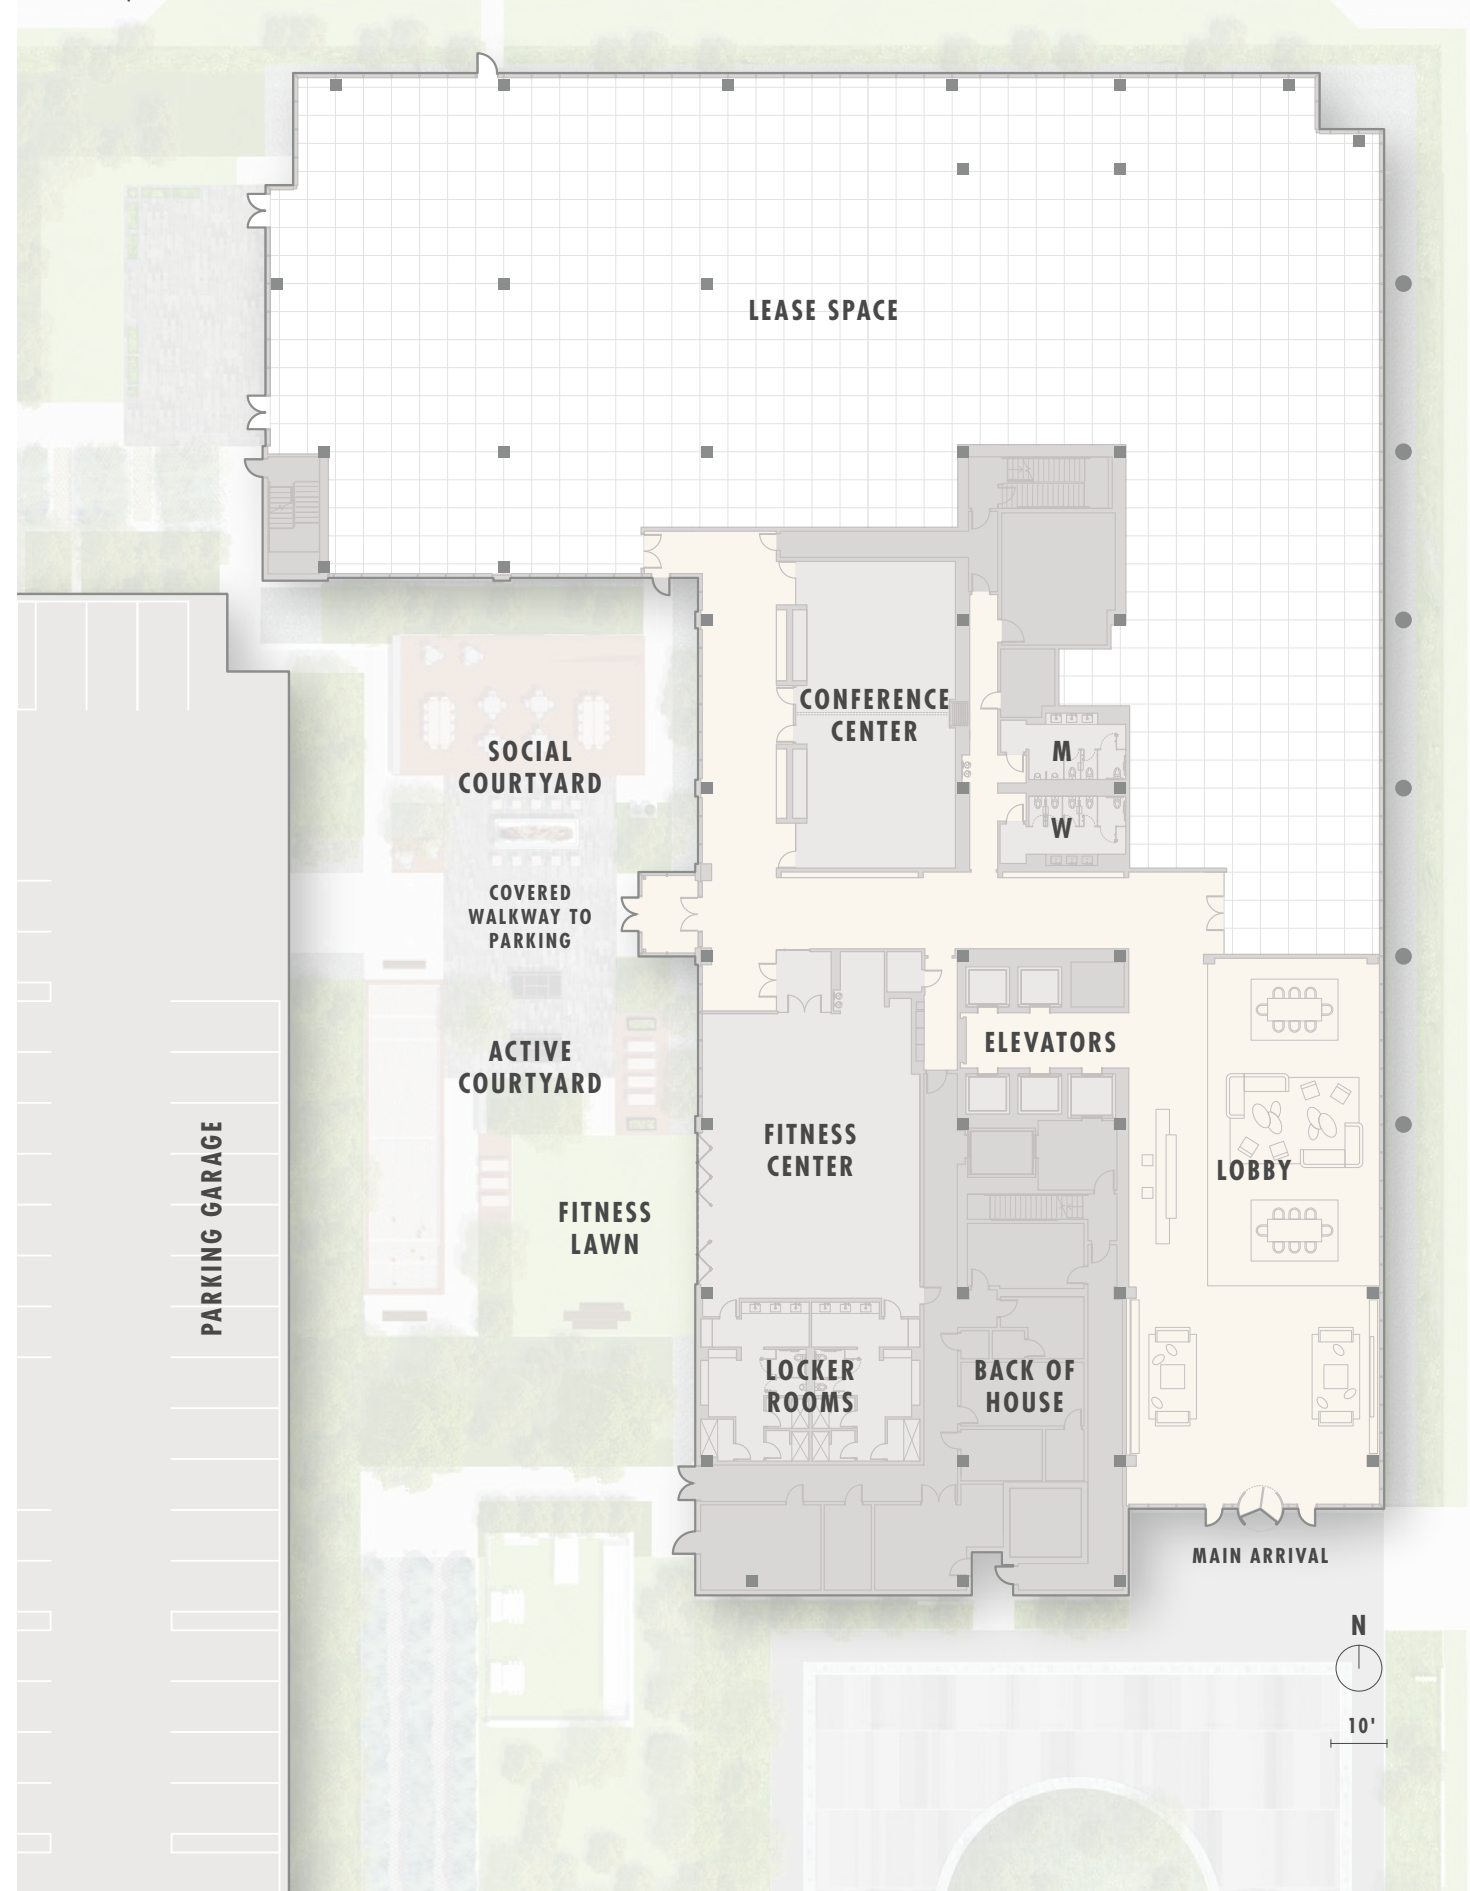 LEASE SPACE
CONFERENCE
CENTER
M
W
SOCIAL
COURTYARD
COVERED
WALKWAY TO
PARKING
ELEVATORS
ACTIVE
COURTYARD
FITNESS
CENTER
LOBBY
FITNESS
LAWN
PARKING GARAGE
LOCKER
ROOMS
BACK OF
HOUSE
MAIN ARRIVAL
N
10'